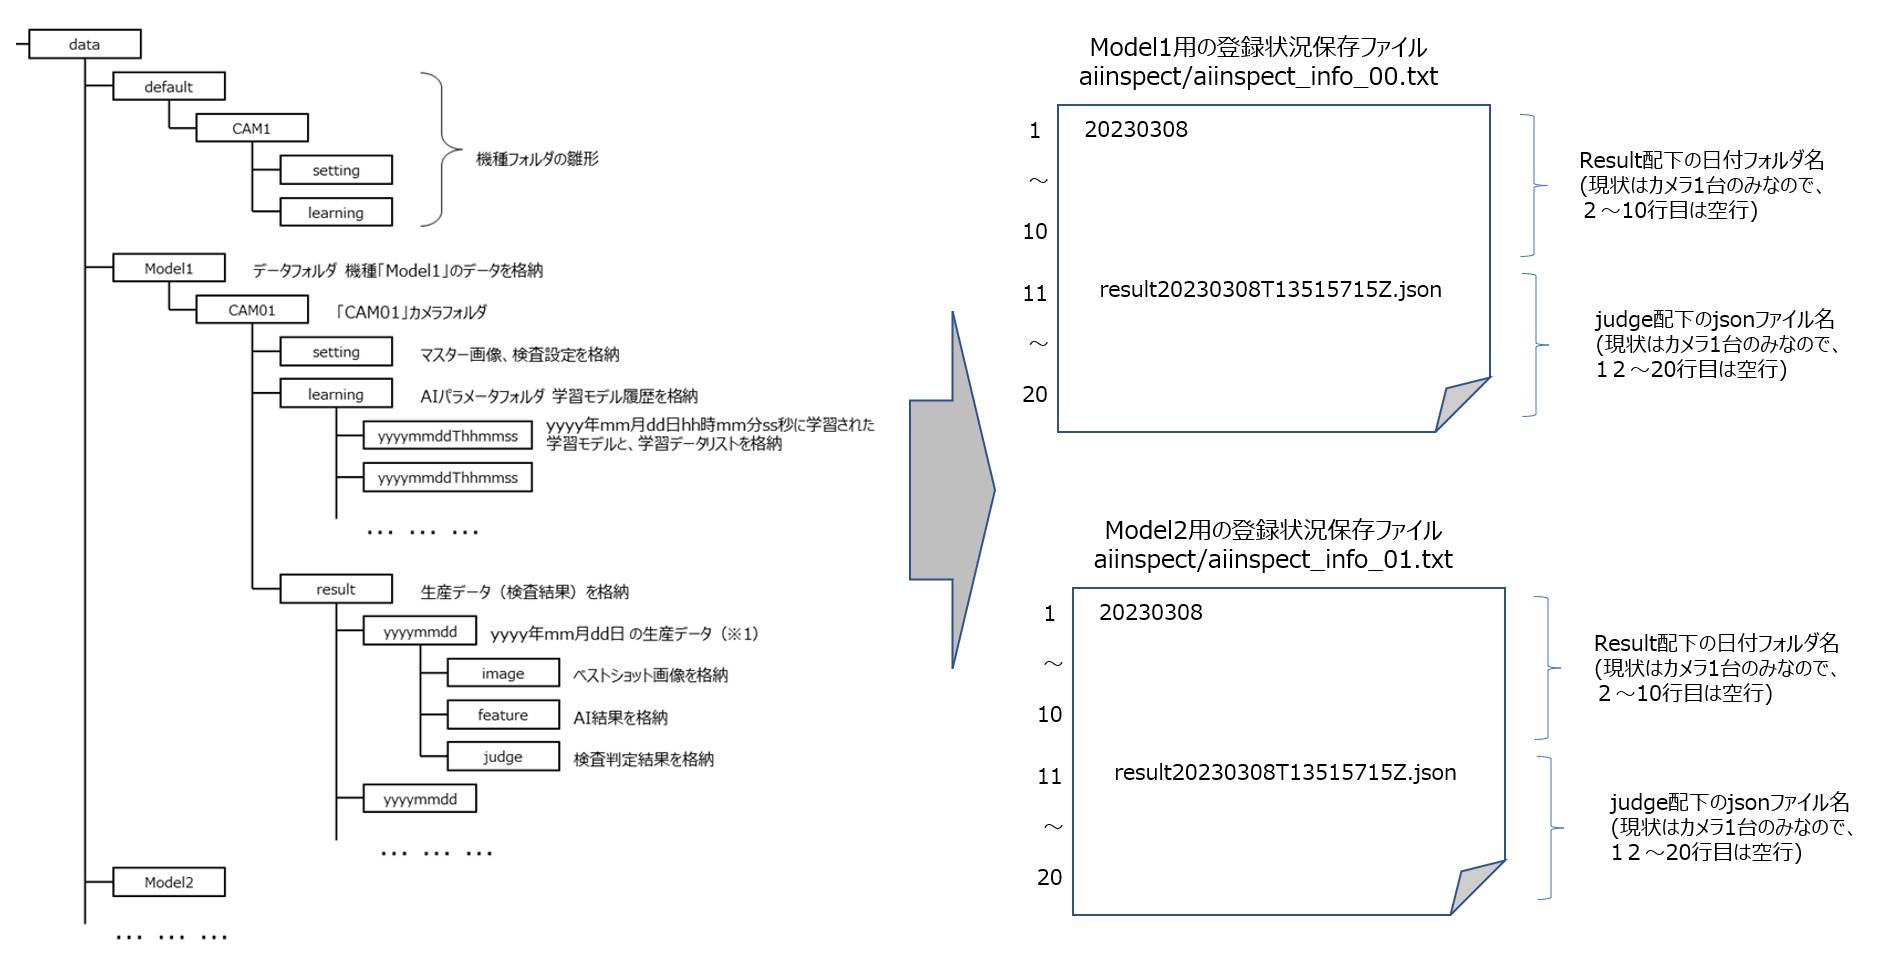 data
default
CAM1
setting
learning
機種フォルダの雛形
Model1
データフォルダ 機種「Model1」のデータを格納
CAM01
「CAM01」カメラフォルダ
setting
マスター画像、検査設定を格納
learning
AIパラメータフォルダ 学習モデル履歴を格納
yyyymmddThhmmss
yyyy年mm月dd日hh時mm分ss秒に学習された
学習モデルと、学習データリストを格納
yyyymmddThhmmss
… … …
result
生産データ（検査結果）を格納
yyyymmdd
yyyy年mm月dd日 の生産データ（※1）
image
ベストショット画像を格納
feature
AI結果を格納
judge
検査判定結果を格納
yyyymmdd
… … …
Model2
… … …
Model1用の登録状況保存ファイル
aiinspect/aiinspect_info_00.txt
1
20230308
～
10
11
result20230308T13515715Z.json
～
20
Result配下の日付フォルダ名
(現状はカメラ1台のみなので、
２～10行目は空行)
judge配下のjsonファイル名
(現状はカメラ1台のみなので、
１２～20行目は空行)
Model2用の登録状況保存ファイル
aiinspect/aiinspect_info_01.txt
1
20230308
～
10
11
result20230308T13515715Z.json
～
20
Result配下の日付フォルダ名
(現状はカメラ1台のみなので、
２～10行目は空行)
judge配下のjsonファイル名
(現状はカメラ1台のみなので、
１２～20行目は空行)